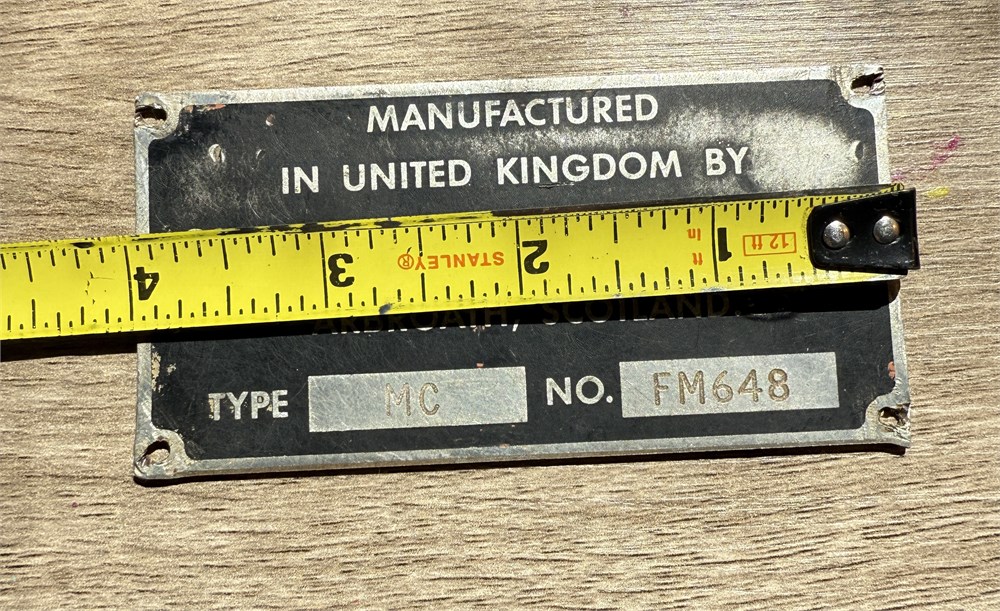 MANUFACTURED
IN UNITED KINGDOM BY
4 3 STANLEY® 2 ft in 1 12 ft
ARBROATH, SCOTLAND.
TYPE MC NO. FM648